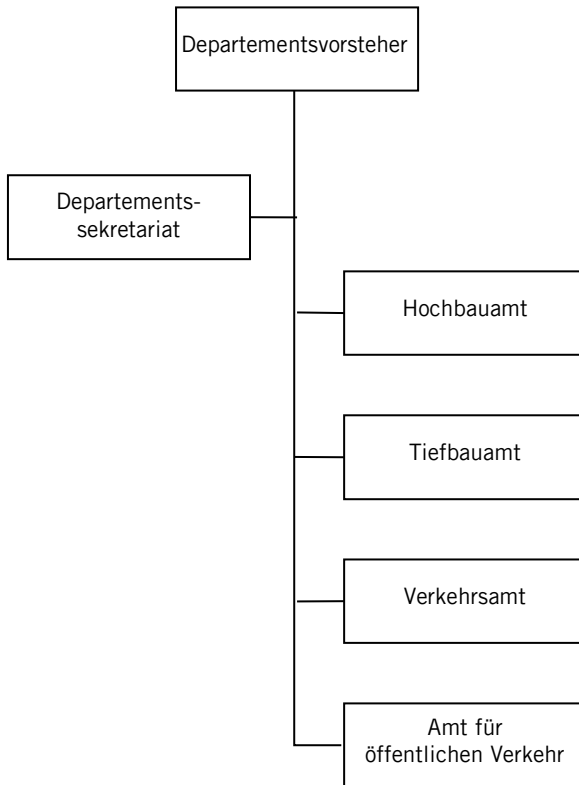 Departementsvorsteher
Departements-
sekretariat
Hochbauamt
Tiefbauamt
Verkehrsamt
Amt für
öffentlichen Verkehr